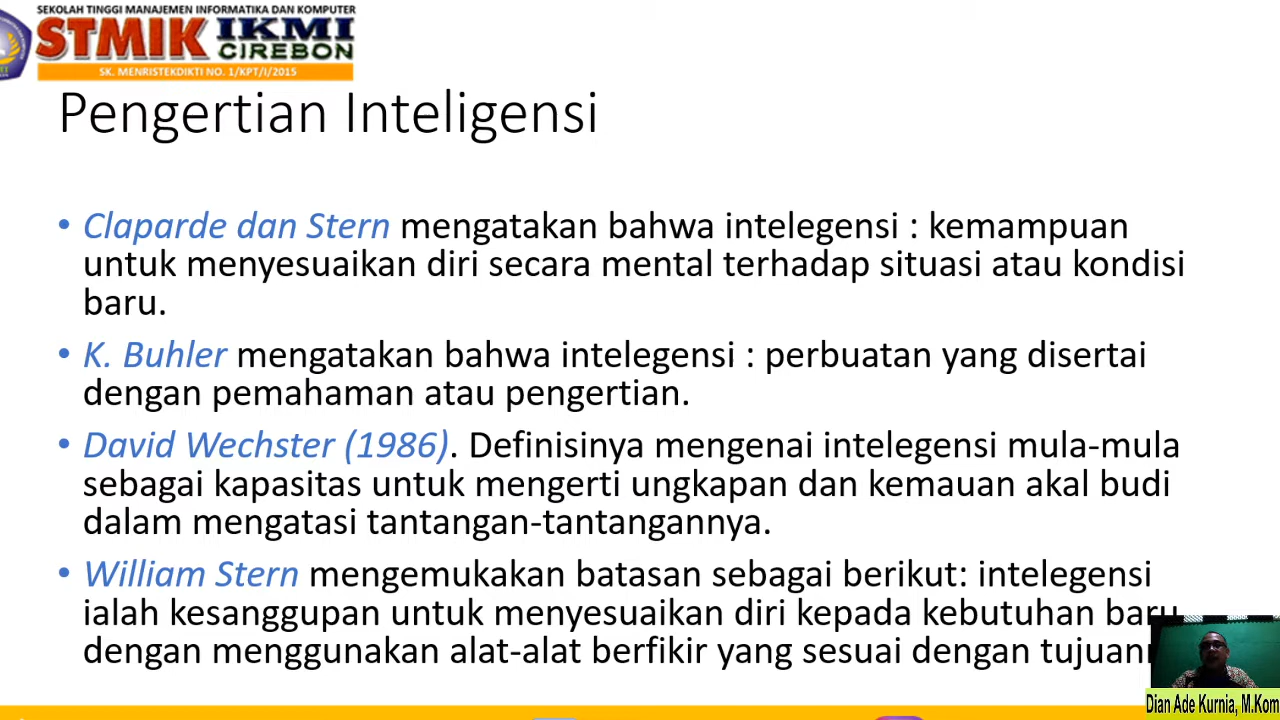 SEKOLAH TINGGI MANAJEMEN INFORMATIKA DAN KOMPUTER
STMIK IKMI
CIREBON
SK. MENRISTEKDIKTI NO. 1/KPT/I/2015
Pengertian Inteligensi
• Claparde dan Stern mengatakan bahwa intelegensi : kemampuan
untuk menyesuaikan diri secara mental terhadap situasi atau kondisi
baru.
• K. Buhler mengatakan bahwa intelegensi : perbuatan yang disertai
dengan pemahaman atau pengertian.
• David Wechster (1986). Definisinya mengenai intelegensi mula-mula
sebagai kapasitas untuk mengerti ungkapan dan kemauan akal budi
dalam mengatasi tantangan-tantangannya.
• William Stern mengemukakan batasan sebagai berikut: intelegensi
ialah kesanggupan untuk menyesuaikan diri kepada kebutuhan baru
dengan menggunakan alat-alat berfikir yang sesuai dengan
Dian Ade Kurnia, M.Kom